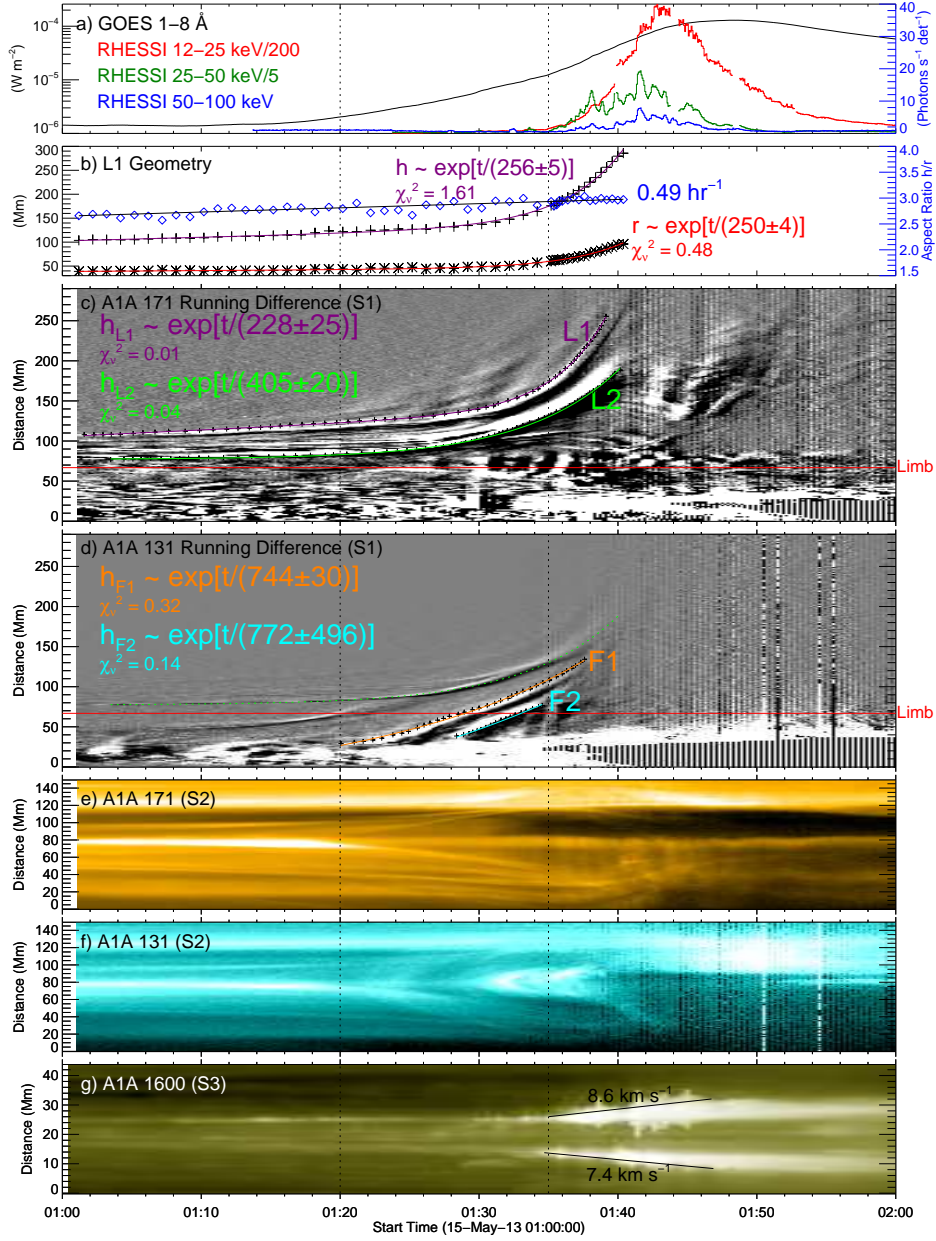 a) GOES 1−8 Å
RHESSI 12−25 keV/200
RHESSI 25−50 keV/5
RHESSI 50−100 keV
(W m⁻²)
10⁻⁴
10⁻⁵
10⁻⁶
40
30
20
10
0
(Photons s⁻¹ det⁻¹)
b) L1 Geometry
h ~ exp[t/(256±5)]
χᵥ² = 1.61
0.49 hr⁻¹
r ~ exp[t/(250±4)]
χᵥ² = 0.48
(Mm)
300
250
200
150
100
50
4.0
3.5
3.0
2.5
2.0
1.5
Aspect Ratio h/r
c) A1A 171 Running Difference (S1)
h_L1 ~ exp[t/(228±25)]
χᵥ² = 0.01
h_L2 ~ exp[t/(405±20)]
χᵥ² = 0.04
L1
L2
Limb
Distance (Mm)
250
200
150
100
50
0
d) A1A 131 Running Difference (S1)
h_F1 ~ exp[t/(744±30)]
χᵥ² = 0.32
h_F2 ~ exp[t/(772±496)]
χᵥ² = 0.14
F1
F2
Limb
Distance (Mm)
250
200
150
100
50
0
e) A1A 171 (S2)
Distance (Mm)
140
120
100
80
60
40
20
0
f) A1A 131 (S2)
Distance (Mm)
140
120
100
80
60
40
20
0
g) A1A 1600 (S3)
8.6 km s⁻¹
7.4 km s⁻¹
Distance (Mm)
40
30
20
10
0
01:00 01:10 01:20 01:30 01:40 01:50 02:00
Start Time (15−May−13 01:00:00)